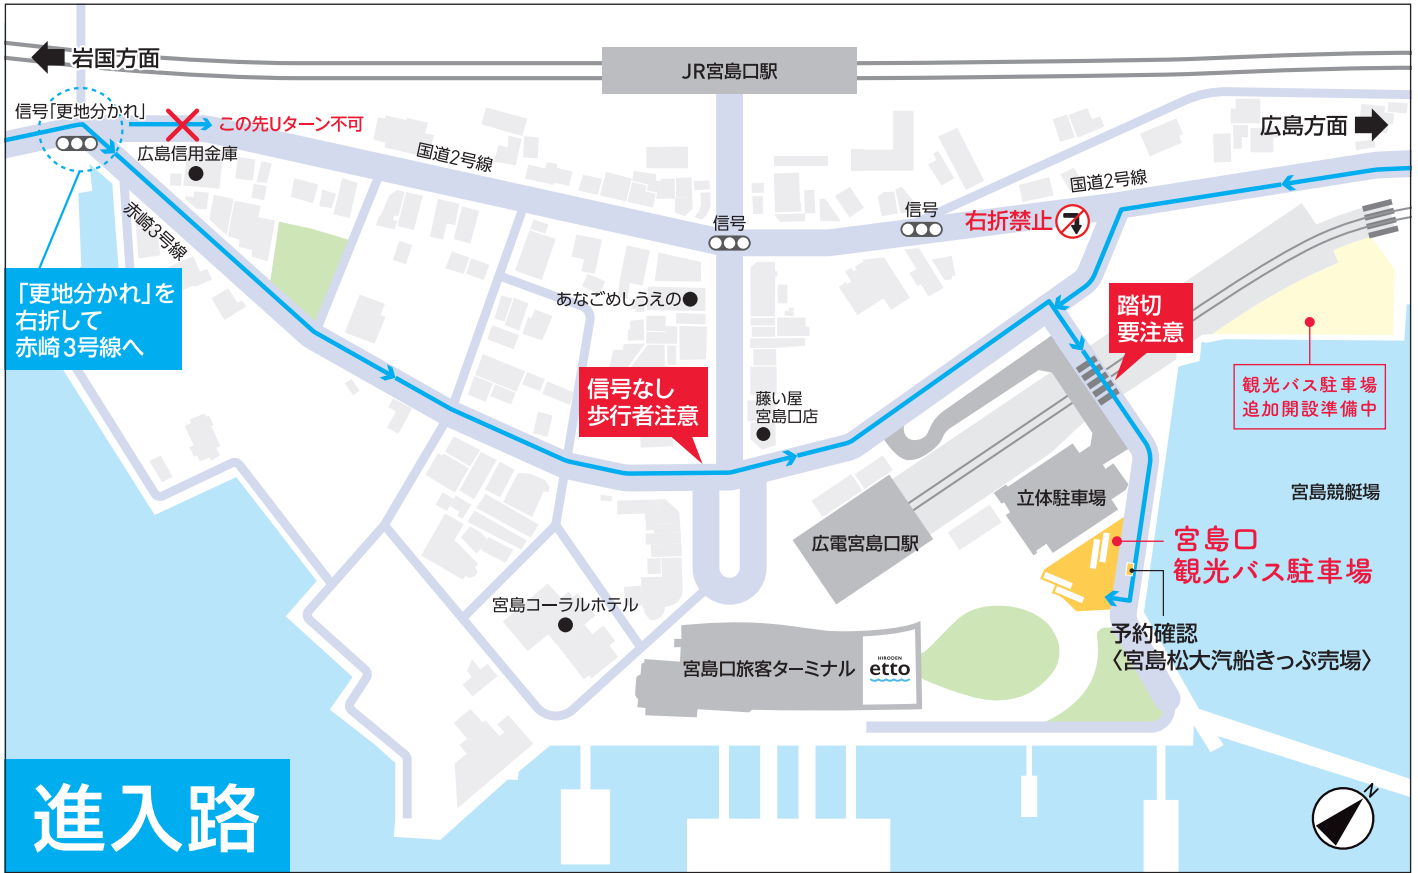 岩国方面
JR宮島口駅
信号「更地分かれ」
この先Uターン不可
広島方面
広島信用金庫
国道2号線
国道2号線
赤崎3号線
信号
信号
右折禁止
「更地分かれ」を
右折して
赤崎3号線へ
あなごめしうえの
踏切
要注意
信号なし
歩行者注意
藤い屋
宮島口店
観光バス駐車場
追加開設準備中
宮島競艇場
立体駐車場
広電宮島口駅
宮島口
観光バス駐車場
宮島コーラルホテル
予約確認
〈宮島松大汽船きっぷ売場〉
宮島口旅客ターミナル
HIRODEN
etto
進入路
N